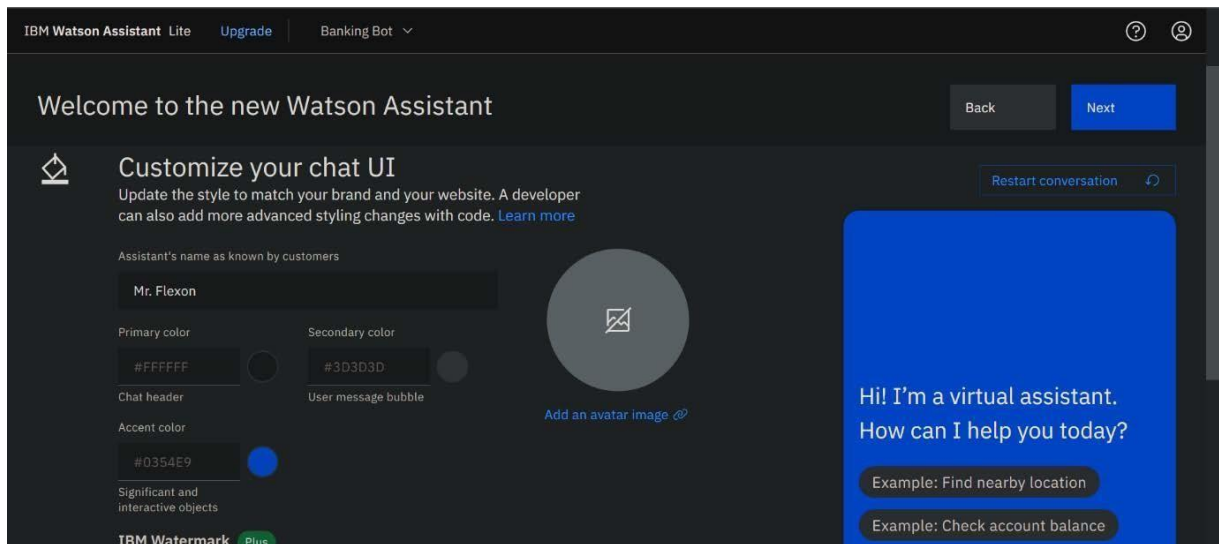 IBM Watson Assistant Lite Upgrade Banking Bot
Welcome to the new Watson Assistant
Back
Next
Customize your chat UI
Update the style to match your brand and your website. A developer
can also add more advanced styling changes with code. Learn more
Restart conversation
Assistant's name as known by customers
Mr. Flexon
Primary color
Secondary color
#FFFFFF
#3D3D3D
Chat header
User message bubble
Add an avatar image
Accent color
#0354E9
Significant and
interactive objects
IBM Watermark Plus
Hi! I'm a virtual assistant.
How can I help you today?
Example: Find nearby location
Example: Check account balance